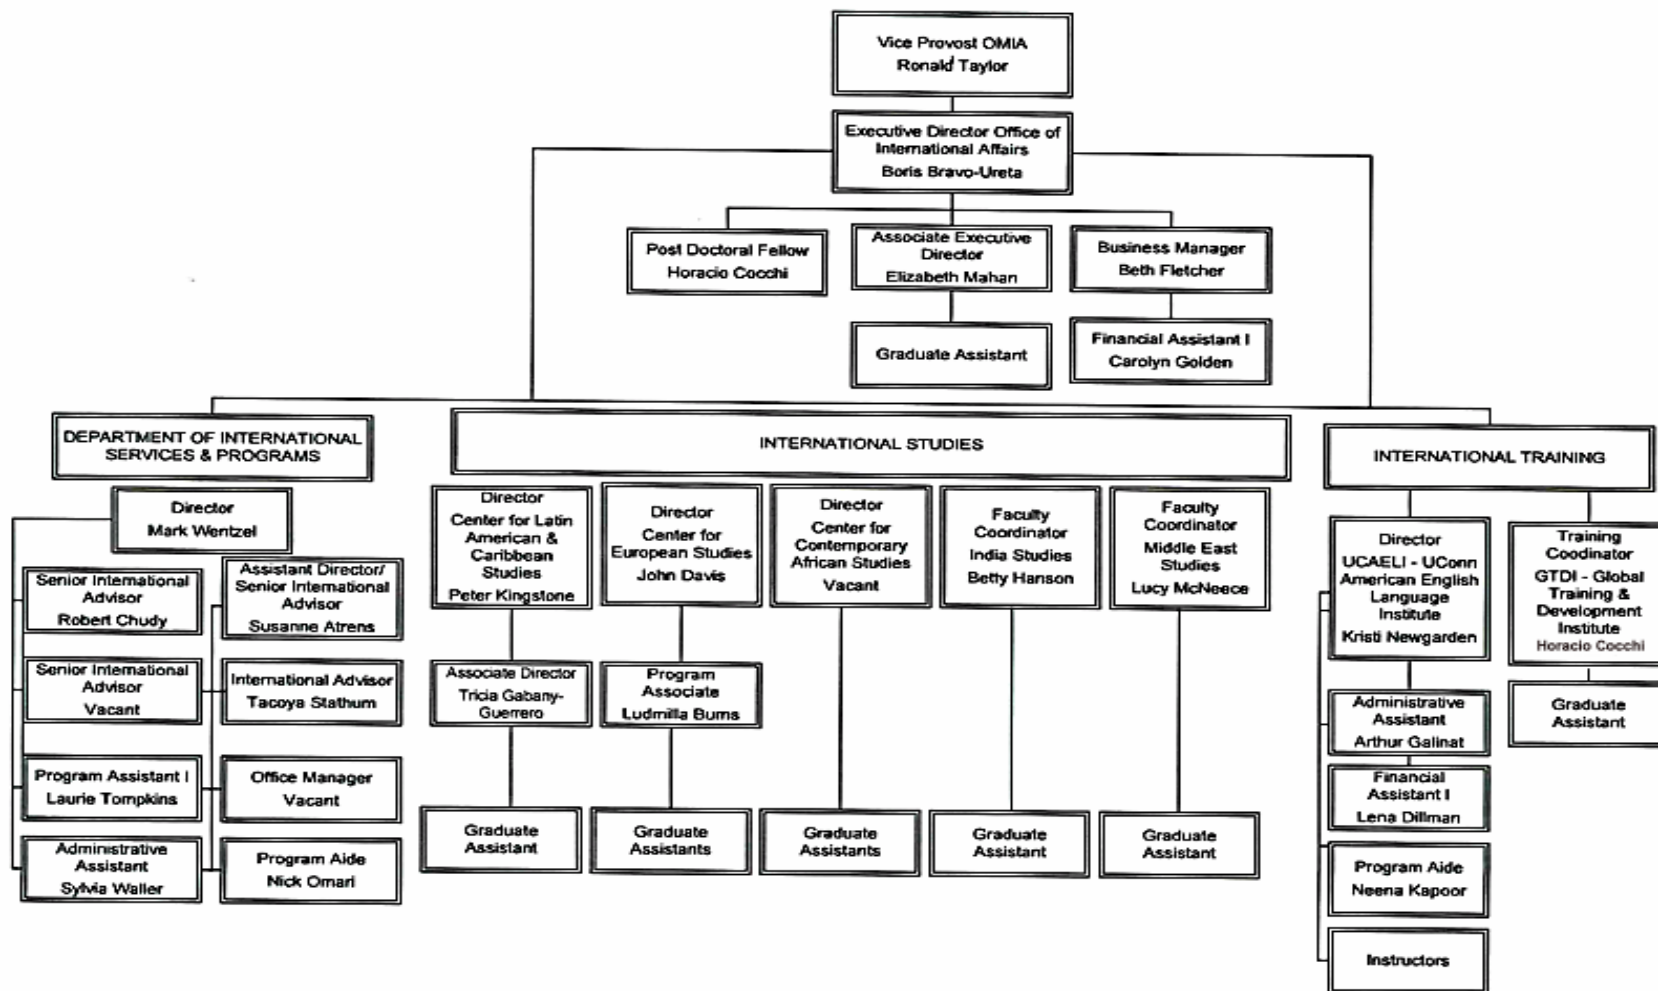 Vice Provost OMIA
Ronald Taylor
Executive Director Office of
International Affairs
Boris Bravo-Ureta
Post Doctoral Fellow
Horacio Cocchi
Associate Executive
Director
Elizabeth Mahan
Business Manager
Beth Fletcher
Graduate Assistant
Financial Assistant I
Carolyn Golden
DEPARTMENT OF INTERNATIONAL
SERVICES & PROGRAMS
Director
Mark Wentzel
Senior International
Advisor
Robert Chudy
Assistant Director/
Senior International
Advisor
Susanne Atrens
Senior International
Advisor
Vacant
International Advisor
Tacoya Stathum
Program Assistant I
Laurie Tompkins
Office Manager
Vacant
Administrative
Assistant
Sylvia Waller
Program Aide
Nick Omari
INTERNATIONAL STUDIES
Director
Center for Latin
American &
Caribbean
Studies
Peter Kingstone
Associate Director
Tricia Gabany-
Guerrero
Graduate
Assistant
Director
Center for
European Studies
John Davis
Program
Associate
Ludmilla Burns
Graduate
Assistants
Director
Center for
Contemporary
African Studies
Vacant
Graduate
Assistants
Faculty
Coordinator
India Studies
Betty Hanson
Graduate
Assistant
Faculty
Coordinator
Middle East
Studies
Lucy McNeece
Graduate
Assistant
INTERNATIONAL TRAINING
Director
UCAELI - UConn
American English
Language
Institute
Kristi Newgarden
Administrative
Assistant
Arthur Galinat
Financial
Assistant I
Lena Dillman
Program Aide
Neena Kapoor
Instructors
Training
Coodinator
GTDI - Global
Training &
Development
Institute
Horacio Cocchi
Graduate
Assistant